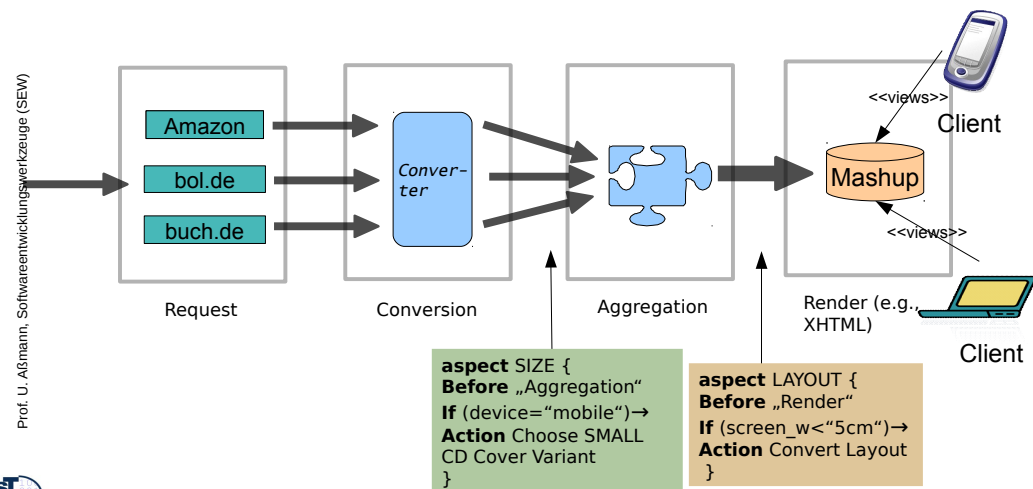 Prof. U. Aßmann, Softwareentwicklungswerkzeuge (SEW)
Amazon
bol.de
buch.de
Request
Conver-
ter
Conversion
Aggregation
Mashup
<<views>>
Client
<<views>>
Client
Render (e.g.,
XHTML)
aspect SIZE {
Before „Aggregation“
If (device=“mobile“)→
Action Choose SMALL
CD Cover Variant
}
aspect LAYOUT {
Before „Render“
If (screen_w<“5cm“)→
Action Convert Layout
}